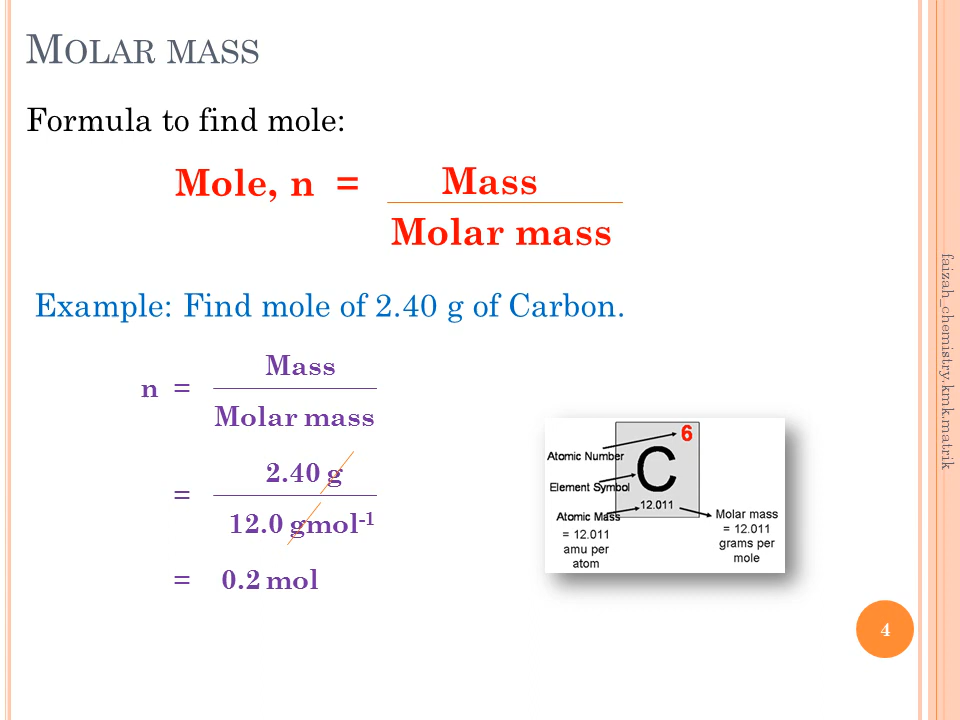 MOLAR MASS
Formula to find mole:
Mole, n = Mass
Molar mass
Example: Find mole of 2.40 g of Carbon.
n = Mass
Molar mass
= 2.40 g
12.0 gmol-1
= 0.2 mol
6
Atomic Number
C
Element Symbol
12.011
Atomic Mass
= 12.011
amu per
atom
Molar mass
= 12.011
grams per
mole
faizah_chemistry.kmk.matrik
4